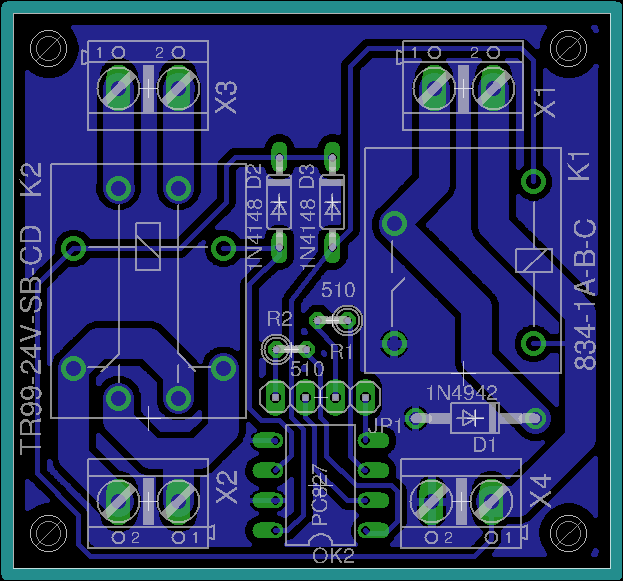 1 2
X3
1 2
X1
K2
TR99-24V-SB-CD
D2
1N4148
D3
1N4148
K1
834-1A-B-C
510
R2
R1
510
1N4942
D1
JP1
PC827
OK2
X2
2 1
X4
2 1